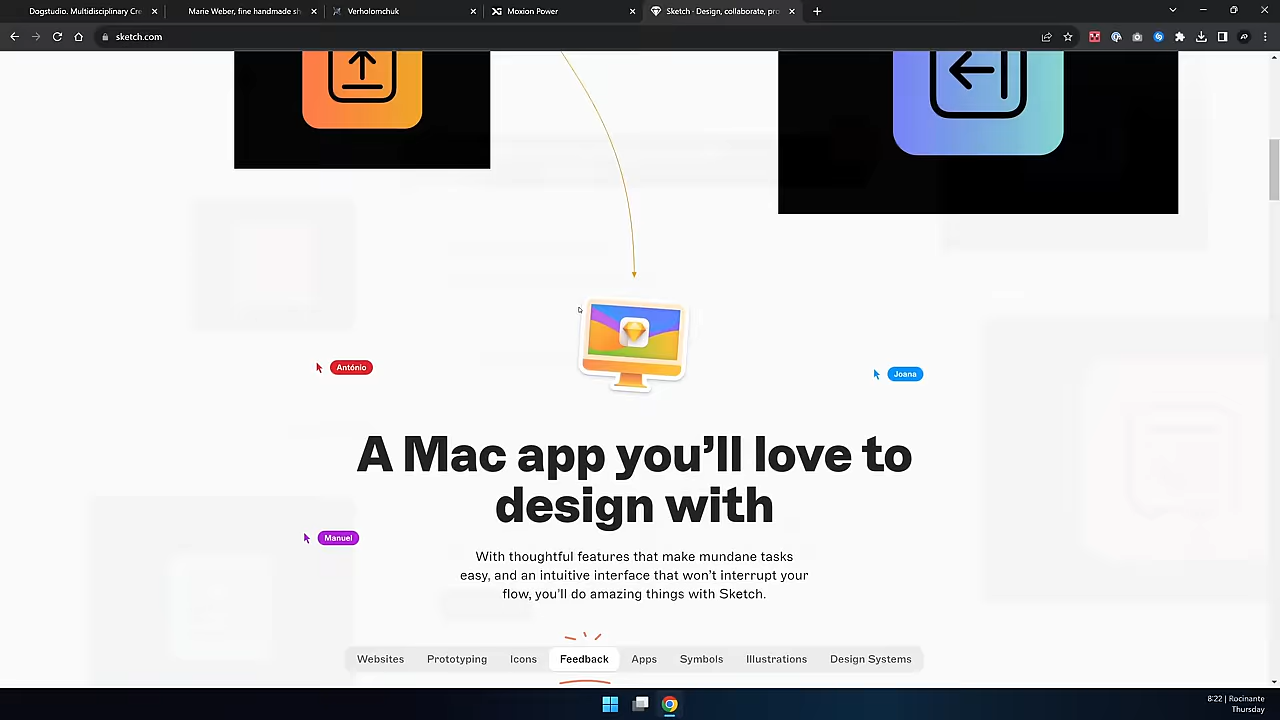 Dogstudio. Multidisciplinary Cre
Marie Weber, fine handmade sh
Verholomchuk
Moxion Power
Sketch - Design, collaborate, pro
sketch.com
António
Joana
A Mac app you’ll love to
design with
Manuel
With thoughtful features that make mundane tasks
easy, and an intuitive interface that won’t interrupt your
flow, you’ll do amazing things with Sketch.
Websites Prototyping Icons Feedback Apps Symbols Illustrations Design Systems
8:22 | Rocinante
Thursday